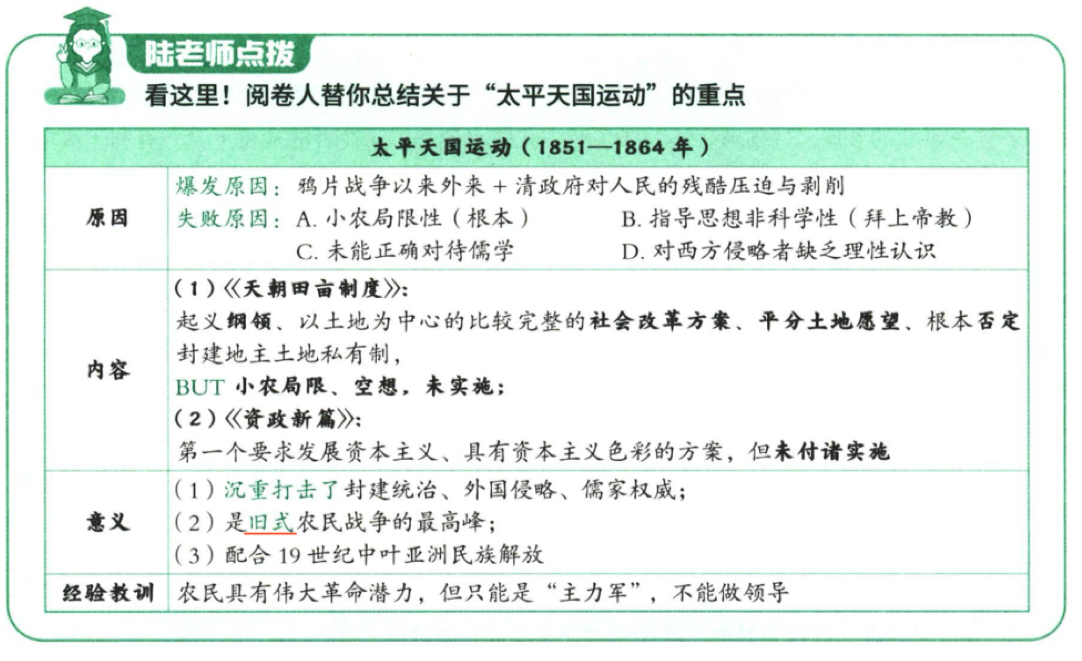 陆老师点拨
看这里！阅卷人替你总结关于“太平天国运动”的重点
太平天国运动（1851—1864 年）
原因
爆发原因：鸦片战争以来外来 + 清政府对人民的残酷压迫与剥削
失败原因：A. 小农局限性（根本） B. 指导思想非科学性（拜上帝教）
C. 未能正确对待儒学 D. 对西方侵略者缺乏理性认识
内容
（1）《天朝田亩制度》：
起义纲领、以土地为中心的比较完整的社会改革方案、平分土地愿望、根本否定
封建地主土地私有制，
BUT 小农局限、空想，未实施；
（2）《资政新篇》：
第一个要求发展资本主义、具有资本主义色彩的方案，但未付诸实施
意义
（1）沉重打击了封建统治、外国侵略、儒家权威；
（2）是旧式农民战争的最高峰；
（3）配合 19 世纪中叶亚洲民族解放
经验教训
农民具有伟大革命潜力，但只能是“主力军”，不能做领导